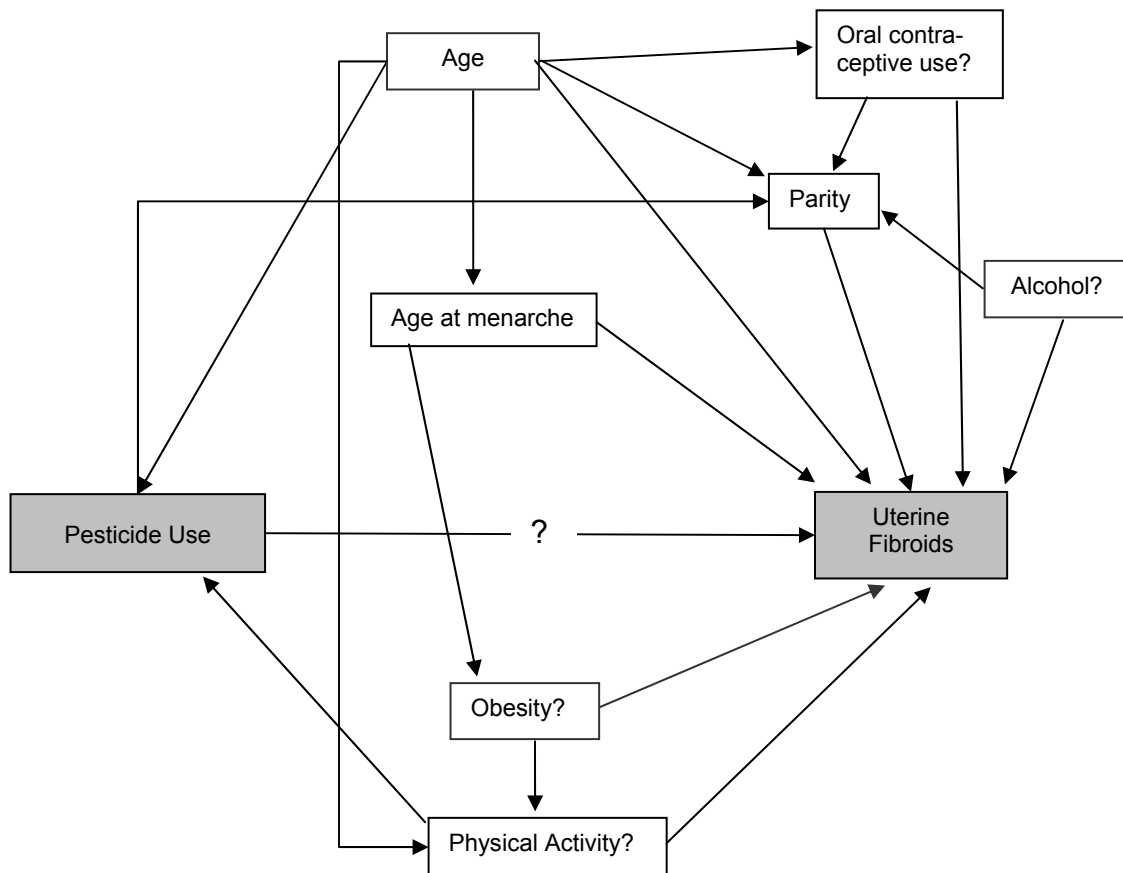 Age
Oral contra-
ceptive use?
Parity
Alcohol?
Age at menarche
Pesticide Use
?
Uterine
Fibroids
Obesity?
Physical Activity?